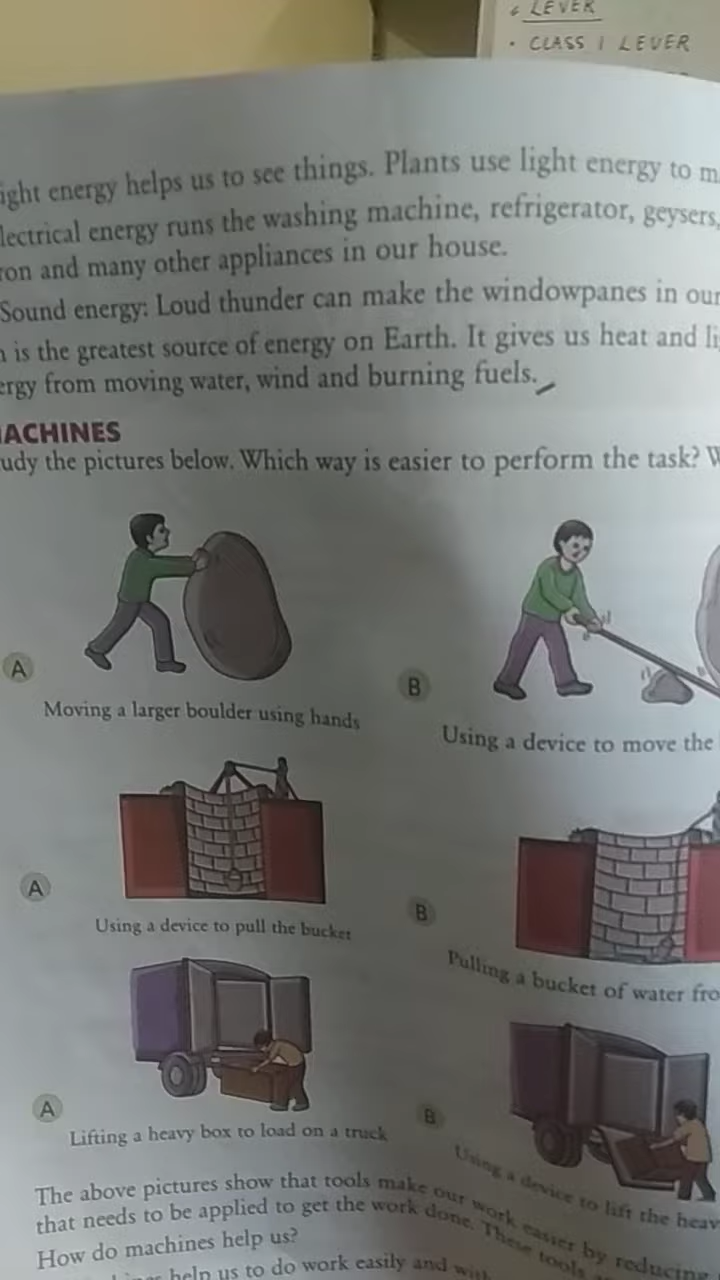 LEVER
• CLASS 1 LEVER
ight energy helps us to see things. Plants use light energy to m
lectrical energy runs the washing machine, refrigerator, geysers,
ron and many other appliances in our house.
Sound energy: Loud thunder can make the windowpanes in our
is the greatest source of energy on Earth. It gives us heat and li
ergy from moving water, wind and burning fuels.
ACHINES
udy the pictures below. Which way is easier to perform the task? W
A
Moving a larger boulder using hands
B
Using a device to move the
A
Using a device to pull the bucket
B
Pulling a bucket of water fro
A
Lifting a heavy box to load on a truck
B
Using a device to lift the heav
The above pictures show that tools make our work easier by reducing
that needs to be applied to get the work done. These tools
How do machines help us?
help us to do work easily and with